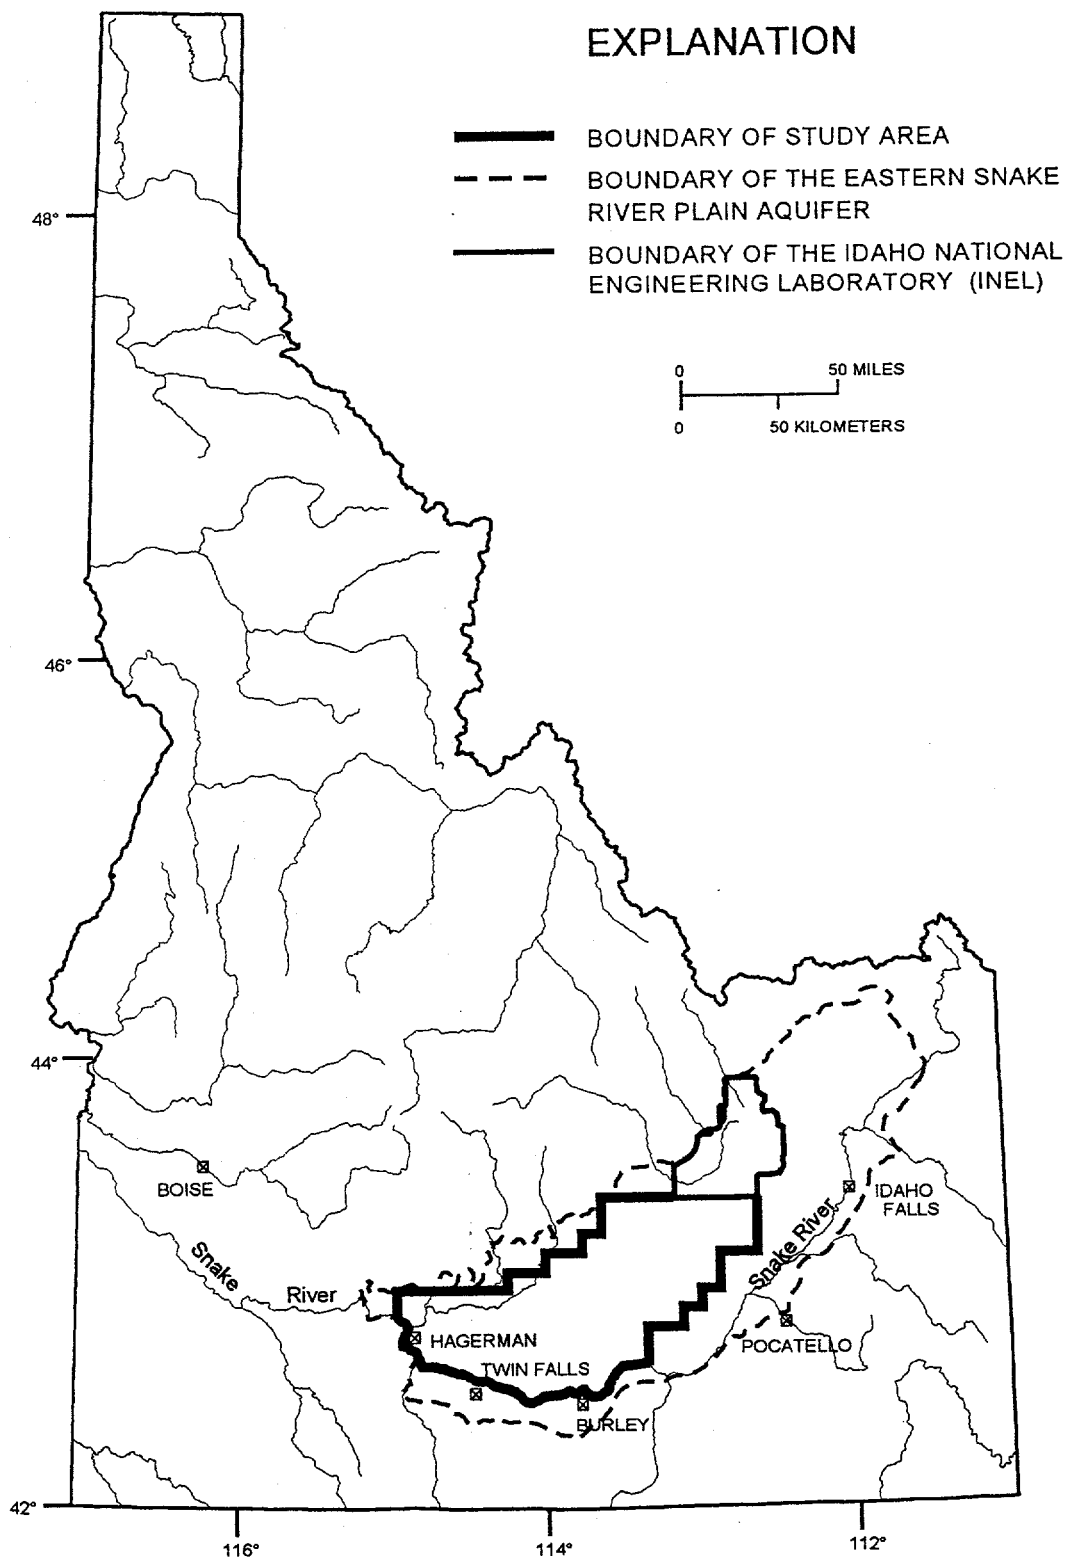 EXPLANATION
BOUNDARY OF STUDY AREA
BOUNDARY OF THE EASTERN SNAKE
RIVER PLAIN AQUIFER
BOUNDARY OF THE IDAHO NATIONAL
ENGINEERING LABORATORY (INEL)
0 50 MILES
0 50 KILOMETERS
48°
46°
44°
BOISE
IDAHO
FALLS
Snake River
Snake
River
HAGERMAN
POCATELLO
TWIN FALLS
BURLEY
42°
116°
114°
112°